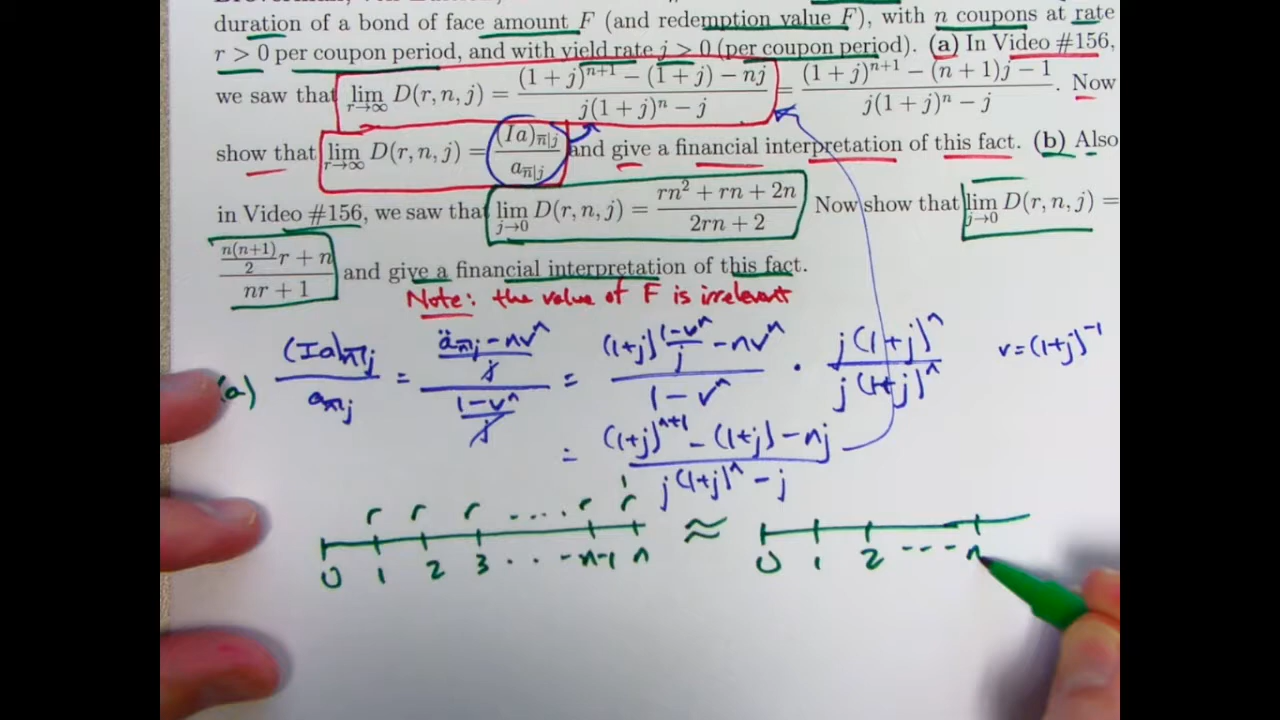 duration of a bond of face amount F (and redemption value F), with n coupons at rate
r > 0 per coupon period, and with yield rate j > 0 (per coupon period). (a) In Video #156,
we saw that lim_{r→∞} D(r, n, j) = ((1 + j)^{n+1} − (1 + j) − nj) / (j(1 + j)^n − j) = ((1 + j)^{n+1} − (n + 1)j − 1) / (j(1 + j)^n − j). Now
show that lim_{r→∞} D(r, n, j) = (Ia)_{n|j} / a_{n|j} and give a financial interpretation of this fact. (b) Also
in Video #156, we saw that lim_{j→0} D(r, n, j) = (rn² + rn + 2n) / (2rn + 2) Now show that lim_{j→0} D(r, n, j) =
(n(n+1)/2 r + n) / (nr + 1) and give a financial interpretation of this fact.
Note: the value of F is irrelevant
(a) (Ia)_{n|j} / a_{n|j} = ((ä_{n|j} − nv^n) / j) / ((1 − v^n) / j) = ((1+j)((1−v^n)/j) − nv^n) / (1 − v^n) · j(1+j)^n / j(1+j)^n v = (1+j)^{-1}
= ((1+j)^{n+1} − (1+j) − nj) / (j(1+j)^n − j)
1
r r r .... r r
≈
0 1 2 3 ... n-1 n 0 1 2 --- n